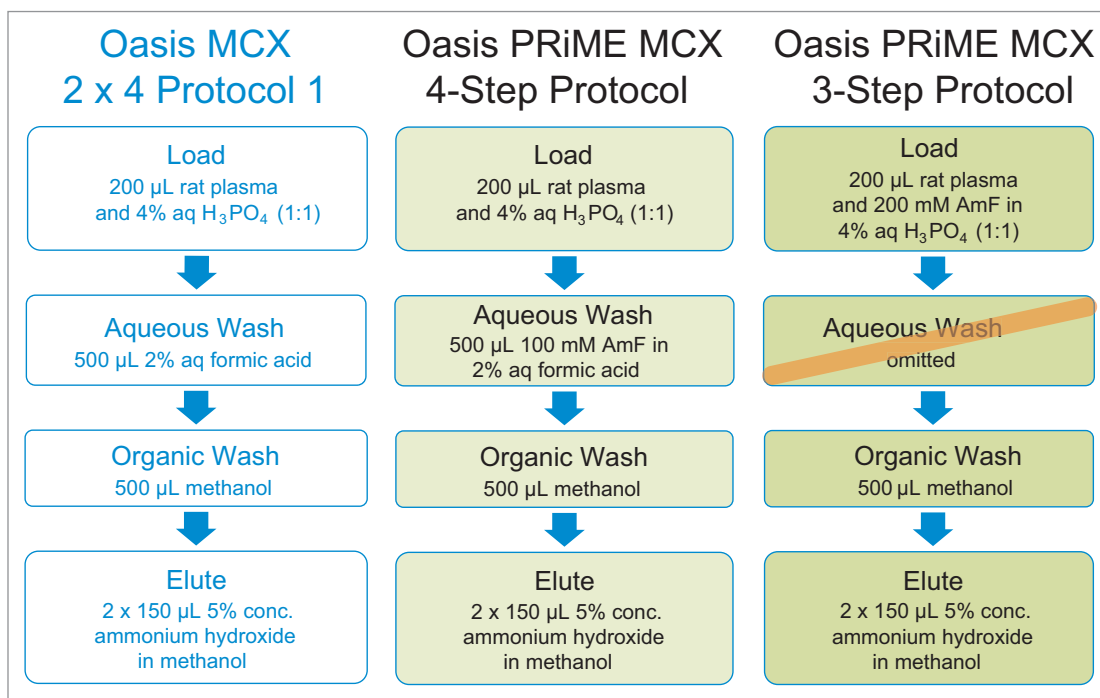 Oasis MCX
2 x 4 Protocol 1
Load
200 µL rat plasma
and 4% aq H₃PO₄ (1:1)
Aqueous Wash
500 µL 2% aq formic acid
Organic Wash
500 µL methanol
Elute
2 x 150 µL 5% conc.
ammonium hydroxide
in methanol
Oasis PRiME MCX
4-Step Protocol
Load
200 µL rat plasma
and 4% aq H₃PO₄ (1:1)
Aqueous Wash
500 µL 100 mM AmF in
2% aq formic acid
Organic Wash
500 µL methanol
Elute
2 x 150 µL 5% conc.
ammonium hydroxide
in methanol
Oasis PRiME MCX
3-Step Protocol
Load
200 µL rat plasma
and 200 mM AmF in
4% aq H₃PO₄ (1:1)
Aqueous Wash
omitted
Organic Wash
500 µL methanol
Elute
2 x 150 µL 5% conc.
ammonium hydroxide
in methanol